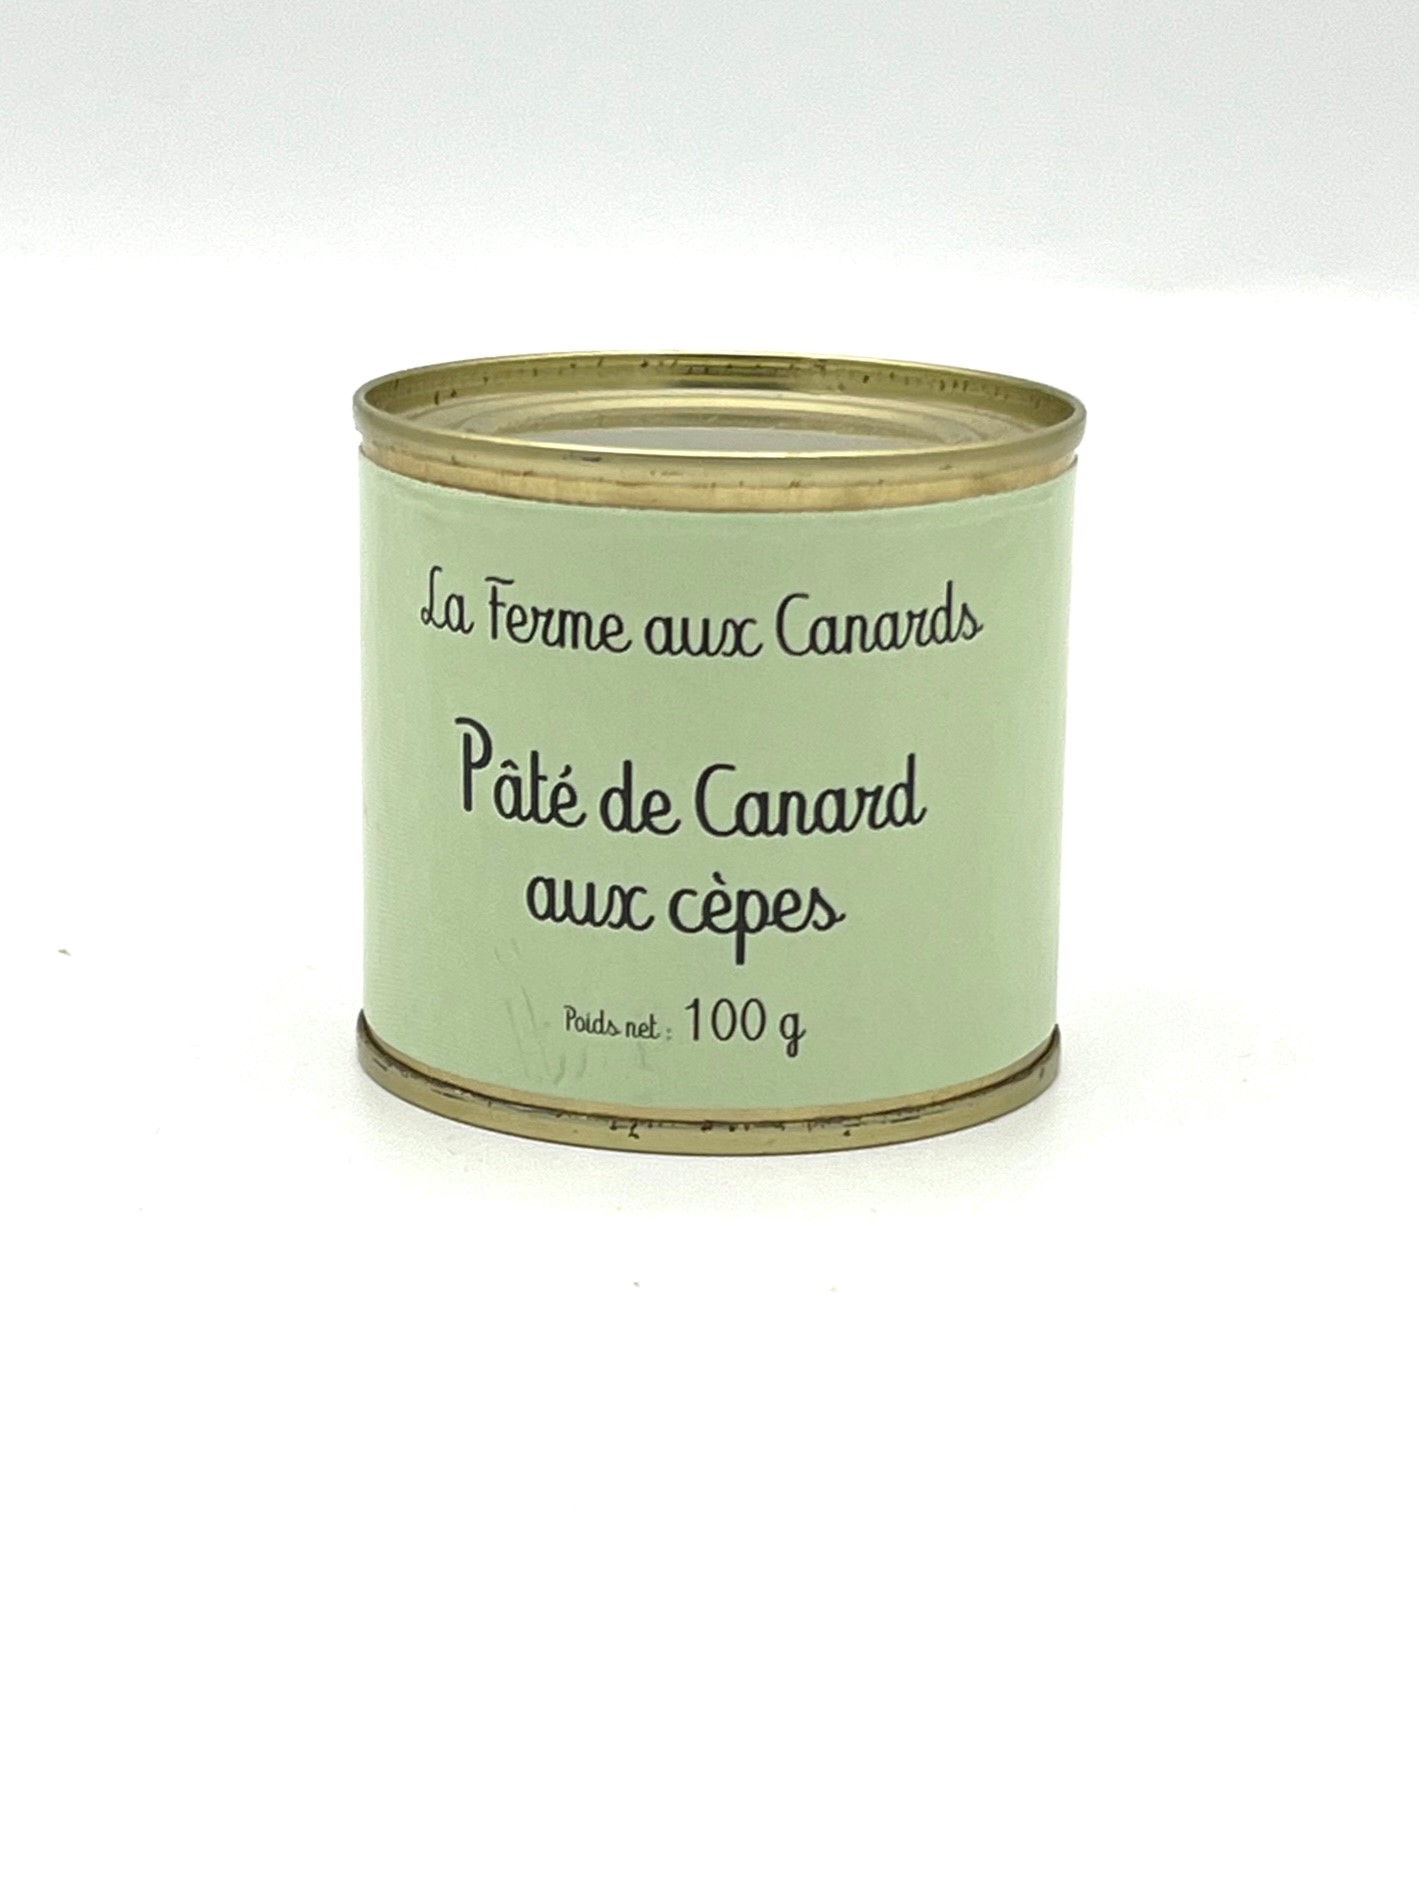 La Ferme aux Canards
Pâté de Canard
aux cèpes
Poids net : 100 g